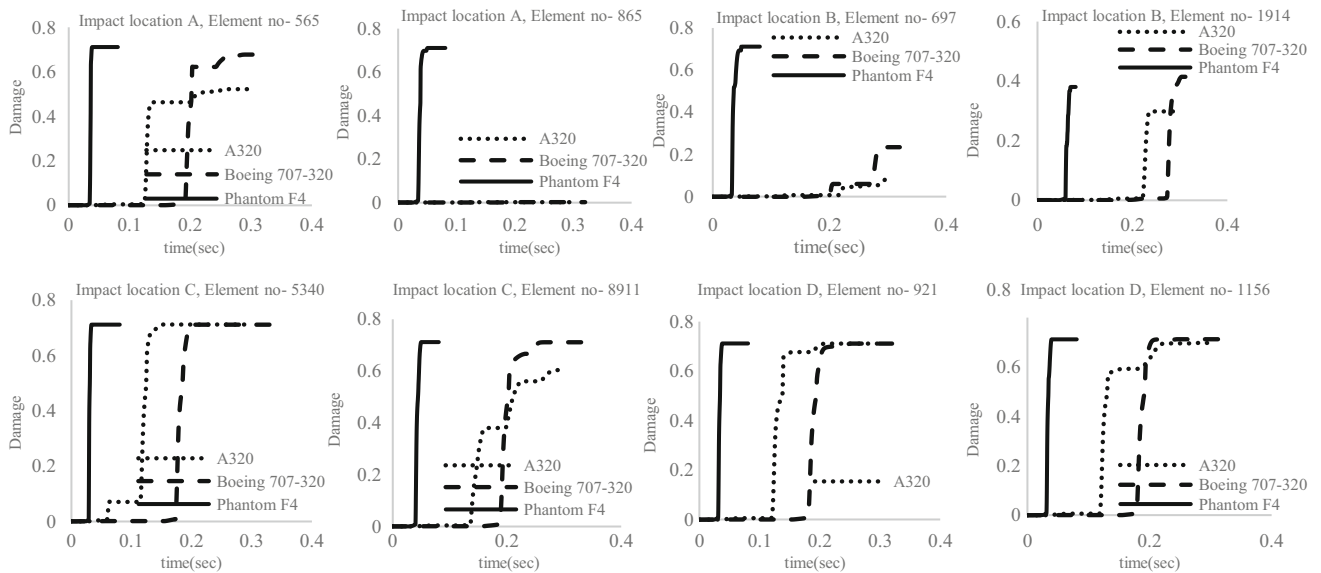 Impact location A, Element no- 565
0.8
0.6
0.4
0.2
0
Damage
A320
Boeing 707-320
Phantom F4
0
0.2
0.4
time(sec)
Impact location A, Element no- 865
0.8
0.6
0.4
0.2
0
Damage
A320
Boeing 707-320
Phantom F4
0
0.2
0.4
time(sec)
Impact location B, Element no- 697
0.8
0.6
0.4
0.2
0
Damage
A320
Boeing 707-320
Phantom F4
0
0.2
0.4
time(sec)
Impact location B, Element no- 1914
0.6
0.4
0.2
0
Damage
A320
Boeing 707-320
Phantom F4
0
0.2
0.4
time(sec)
Impact location C, Element no- 5340
0.8
0.6
0.4
0.2
0
Damage
A320
Boeing 707-320
Phantom F4
0
0.1
0.2
0.3
0.4
time(sec)
Impact location C, Element no- 8911
0.8
0.6
0.4
0.2
0
Damage
A320
Boeing 707-320
Phantom F4
0
0.2
0.4
time(sec)
Impact location D, Element no- 921
0.8
0.6
0.4
0.2
0
Damage
A320
0
0.1
0.2
0.3
0.4
time(sec)
0.8 Impact location D, Element no- 1156
0.6
0.4
0.2
0
Damage
A320
Boeing 707-320
Phantom F4
0
0.2
0.4
time(sec)